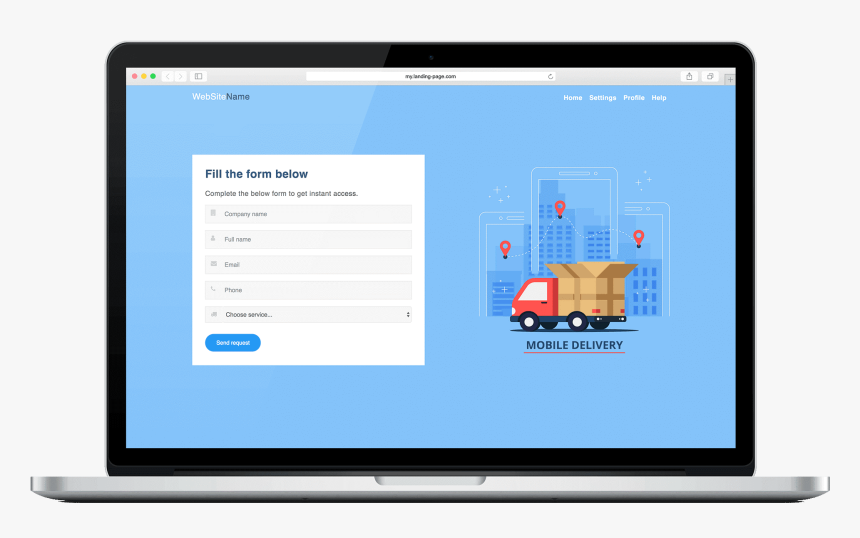 my.landing-page.com
WebSiteName
Home Settings Profile Help
Fill the form below
Complete the below form to get instant access.
Company name
Full name
Email
Phone
Choose service...
Send request
MOBILE DELIVERY